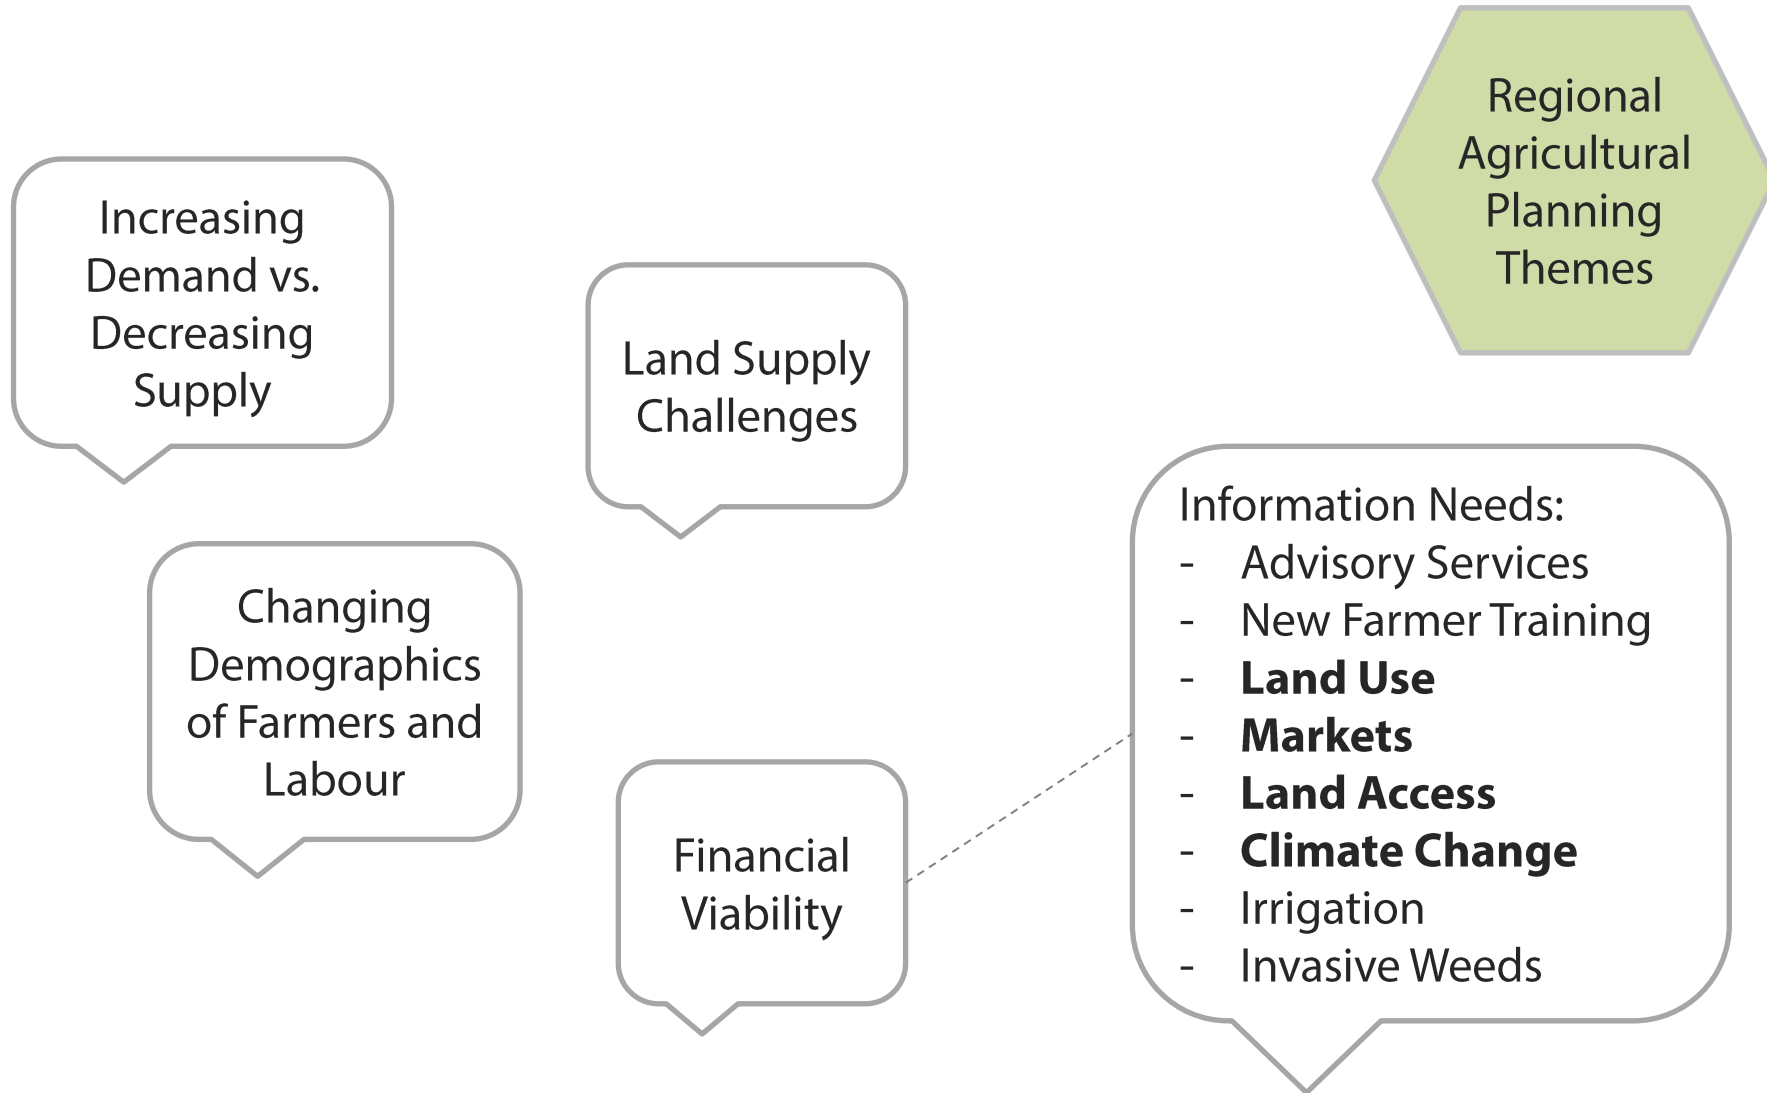 Regional
Agricultural
Planning
Themes
Increasing
Demand vs.
Decreasing
Supply
Land Supply
Challenges
Changing
Demographics
of Farmers and
Labour
Financial
Viability
Information Needs:
- Advisory Services
- New Farmer Training
- Land Use
- Markets
- Land Access
- Climate Change
- Irrigation
- Invasive Weeds